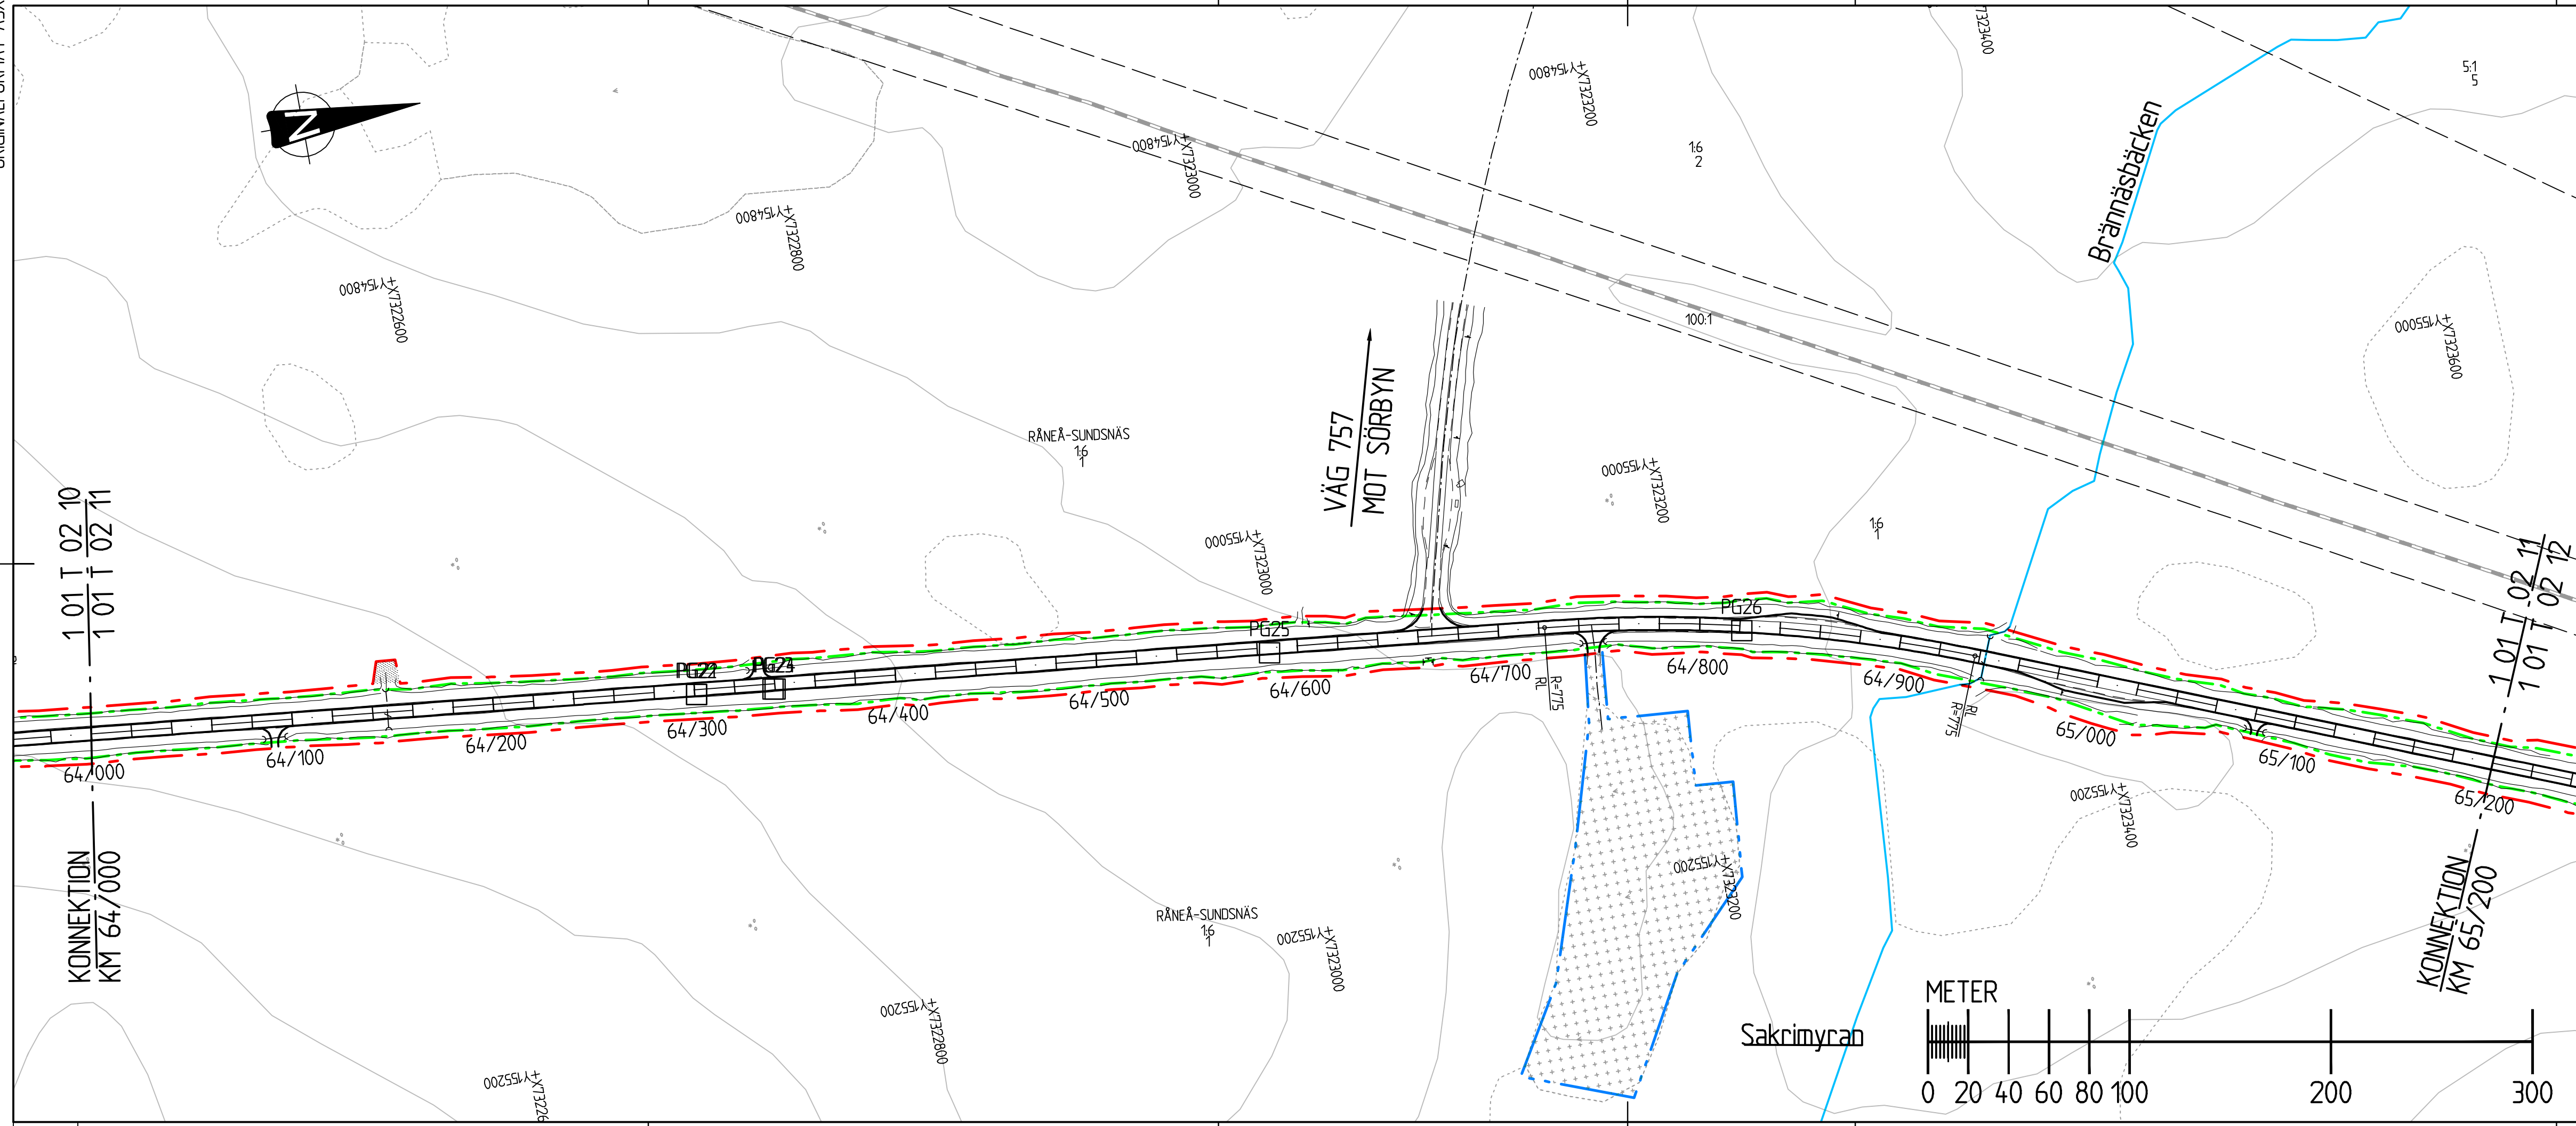 N
+X7322600
+Y154800
+X7322800
+Y154800
+X7323000
+Y154800
+X7323200
+Y154800
X7323400
1:6
2
5:1
5
Brännäsbäcken
100:1
+X7323600
+Y155000
RÅNEÅ-SUNDSNÄS
1:6
1
VÄG 757
MOT SÖRBYN
+X7323000
+Y155000
+X7323200
+Y155000
1:6
1
1 01 T 02 10
1 01 T 02 11
1 01 T 02 11
1 01 T 02 12
PG24
PG25
PG26
64/000
64/100
64/200
64/300
64/400
64/500
64/600
64/700
64/800
64/900
65/000
65/100
65/200
RL
R=775
RL
R=775
KONNEKTION
KM 64/000
KONNEKTION
KM 65/200
+X7323400
+Y155200
+X7323200
+Y155200
RÅNEÅ-SUNDSNÄS
1:6
1
+X7323000
+Y155200
+X7322800
+Y155200
+X73226
+Y155200
Sakrimyran
METER
0 20 40 60 80 100 200 300